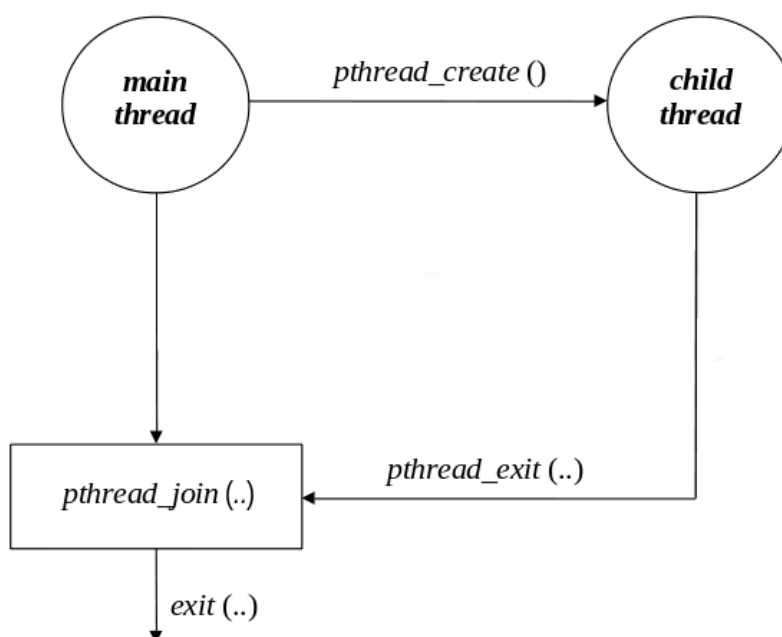 main
thread
pthread_create ()
child
thread
pthread_join (..)
pthread_exit (..)
exit (..)